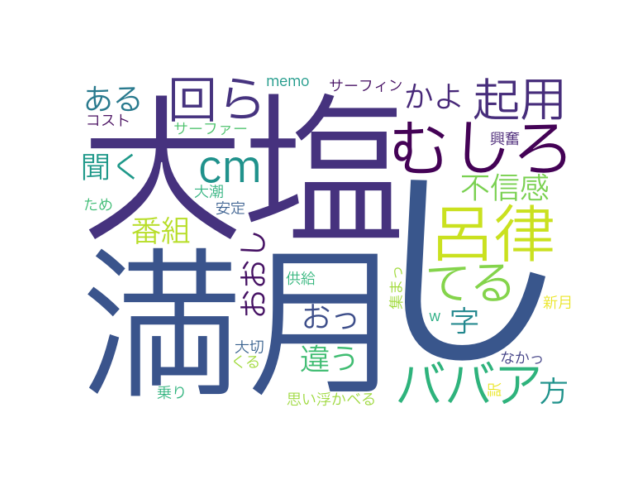 memo
サーフィン
ある
回ら
かよ
起用
コスト
サーファー
大塩
むしろ
興奮
聞く
cm
大潮
不信感
ため
安定
番組
呂律
し
おおし
満月
供給
てる
集まっ
新月
おっ
w
字
大切
違う
なかっ
くる
ババア
方
乗り
思い浮かべる
訳